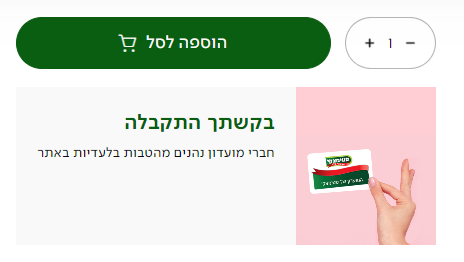 הוספה לסל
1
בקשתך התקבלה
חברי מועדון נהנים מהטבות בלעדיות באתר